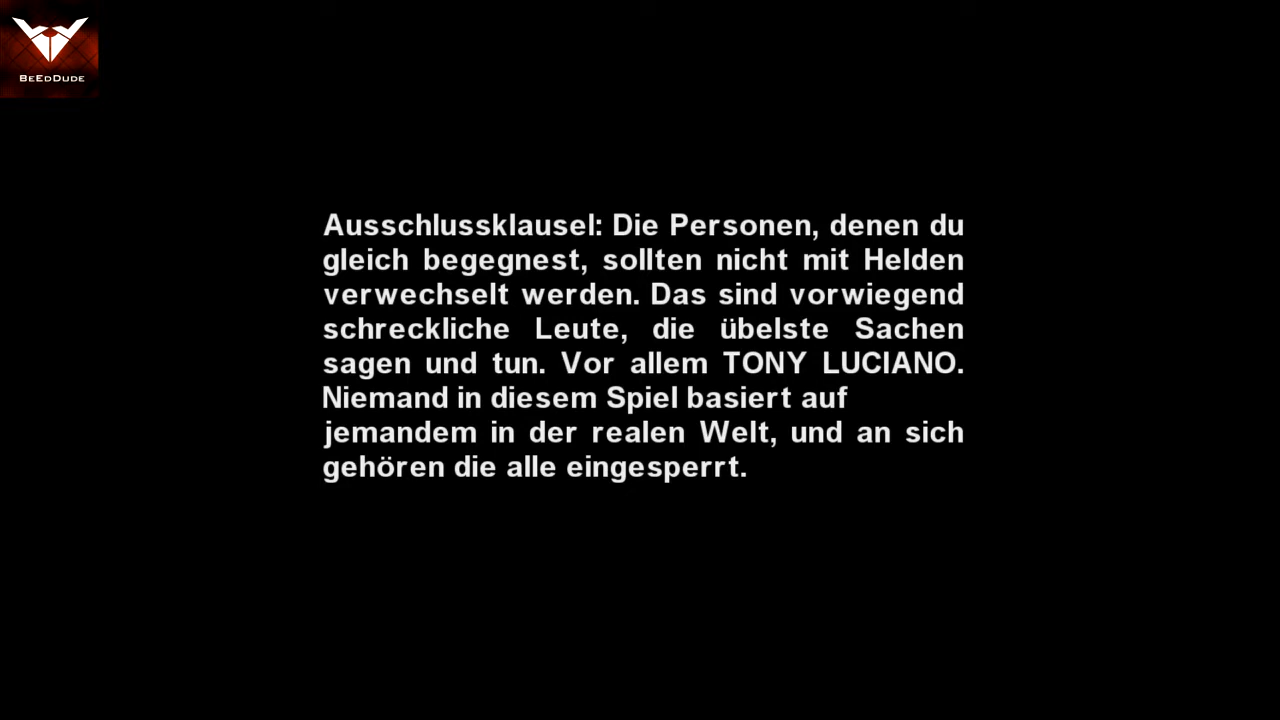 BEEDDUDE
Ausschlussklausel: Die Personen, denen du
gleich begegnest, sollten nicht mit Helden
verwechselt werden. Das sind vorwiegend
schreckliche Leute, die übelste Sachen
sagen und tun. Vor allem TONY LUCIANO.
Niemand in diesem Spiel basiert auf
jemandem in der realen Welt, und an sich
gehören die alle eingesperrt.